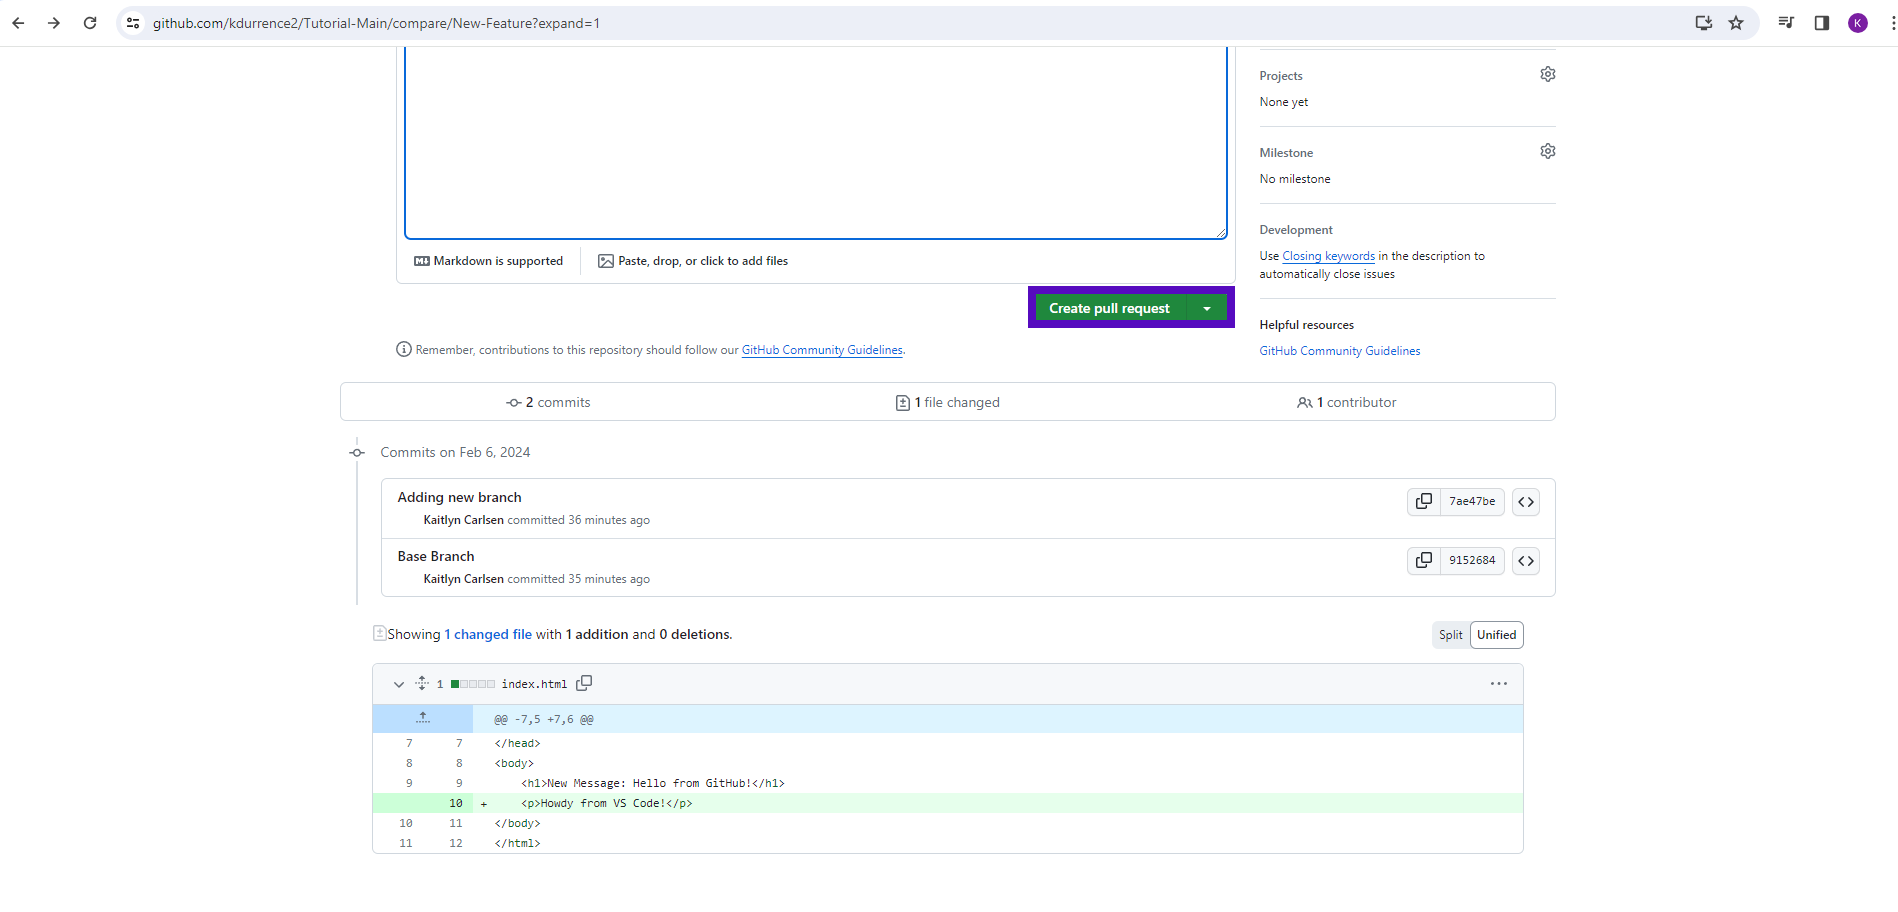 github.com/kdurrence2/Tutorial-Main/compare/New-Feature?expand=1
K
Projects
None yet
Milestone
No milestone
Development
Use Closing keywords in the description to
automatically close issues
Helpful resources
GitHub Community Guidelines
Markdown is supported
Paste, drop, or click to add files
Create pull request
Remember, contributions to this repository should follow our GitHub Community Guidelines.
2 commits
1 file changed
1 contributor
Commits on Feb 6, 2024
Adding new branch
Kaitlyn Carlsen committed 36 minutes ago
7ae47be
Base Branch
Kaitlyn Carlsen committed 35 minutes ago
9152684
Showing 1 changed file with 1 addition and 0 deletions.
Split Unified
1 index.html
@@ -7,5 +7,6 @@
7 7 </head>
8 8 <body>
9 9 <h1>New Message: Hello from GitHub!</h1>
10 + <p>Howdy from VS Code!</p>
10 11 </body>
11 12 </html>